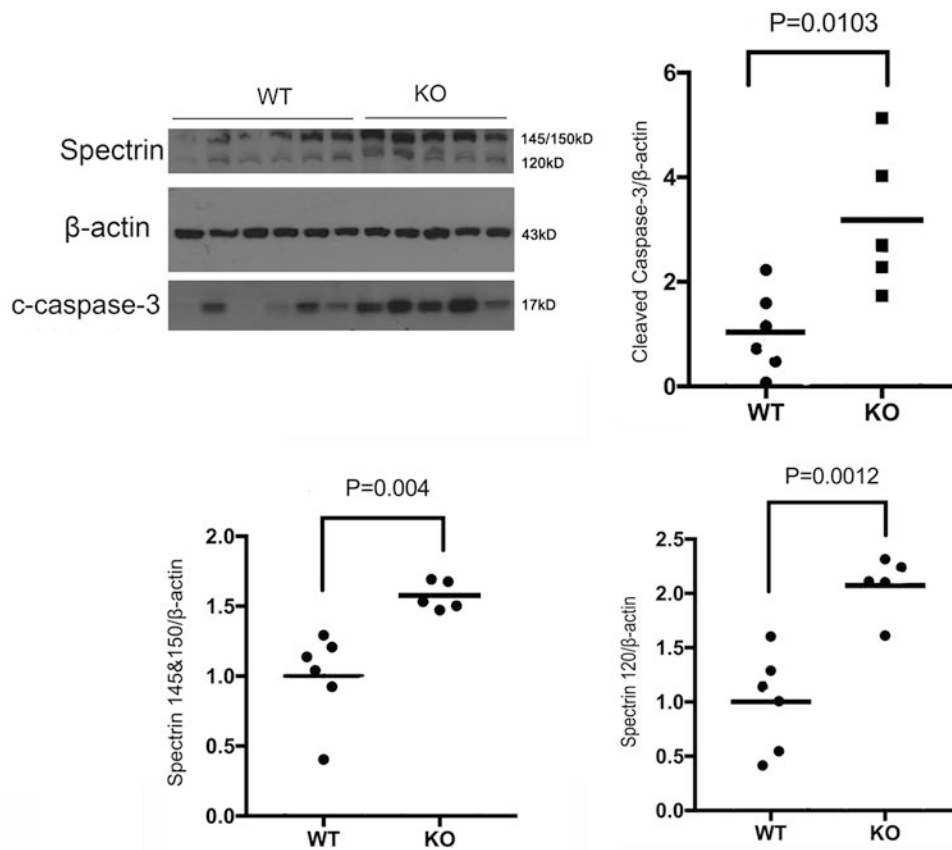 WT KO
Spectrin
145/150kD
120kD
β-actin
43kD
c-caspase-3
17kD
P=0.0103
Cleaved Caspase-3/β-actin
6
4
2
0
WT KO
P=0.004
Spectrin 145&150/β-actin
2.0
1.5
1.0
0.5
0.0
WT KO
P=0.0012
Spectrin 120/β-actin
2.5
2.0
1.5
1.0
0.5
0.0
WT KO